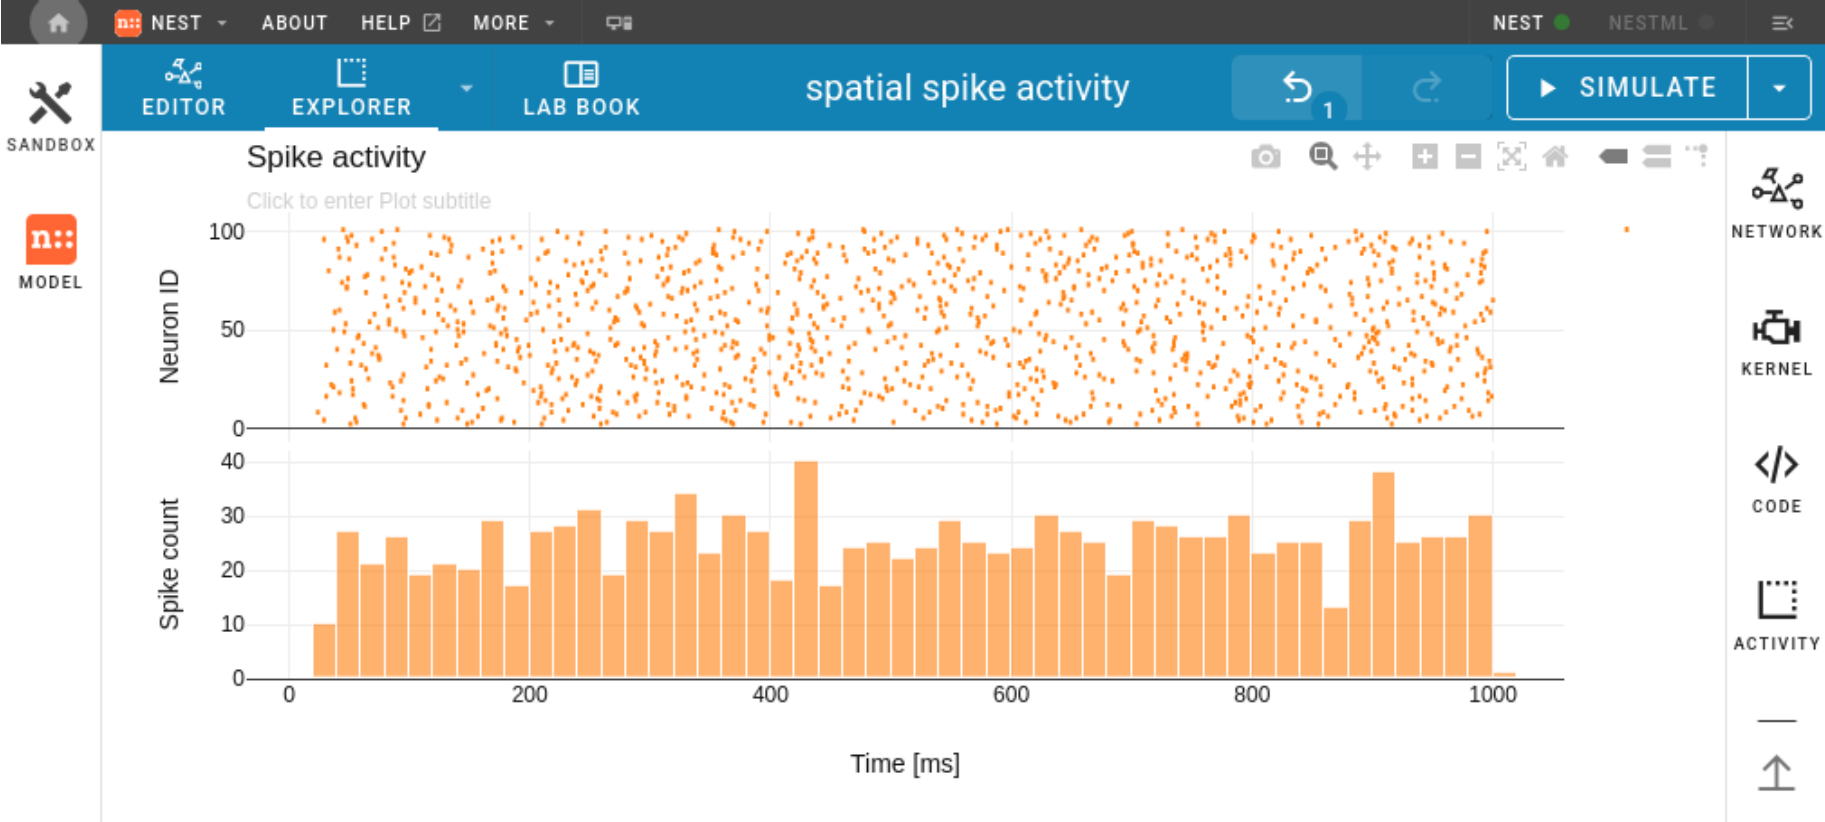 n:: NEST ABOUT HELP MORE NEST NESTML
EDITOR EXPLORER LAB BOOK spatial spike activity 1 SIMULATE
SANDBOX
n::
MODEL
Spike activity
Click to enter Plot subtitle
100
50
0
Neuron ID
40
30
20
10
0
Spike count
0 200 400 600 800 1000
Time [ms]
NETWORK
KERNEL
CODE
ACTIVITY